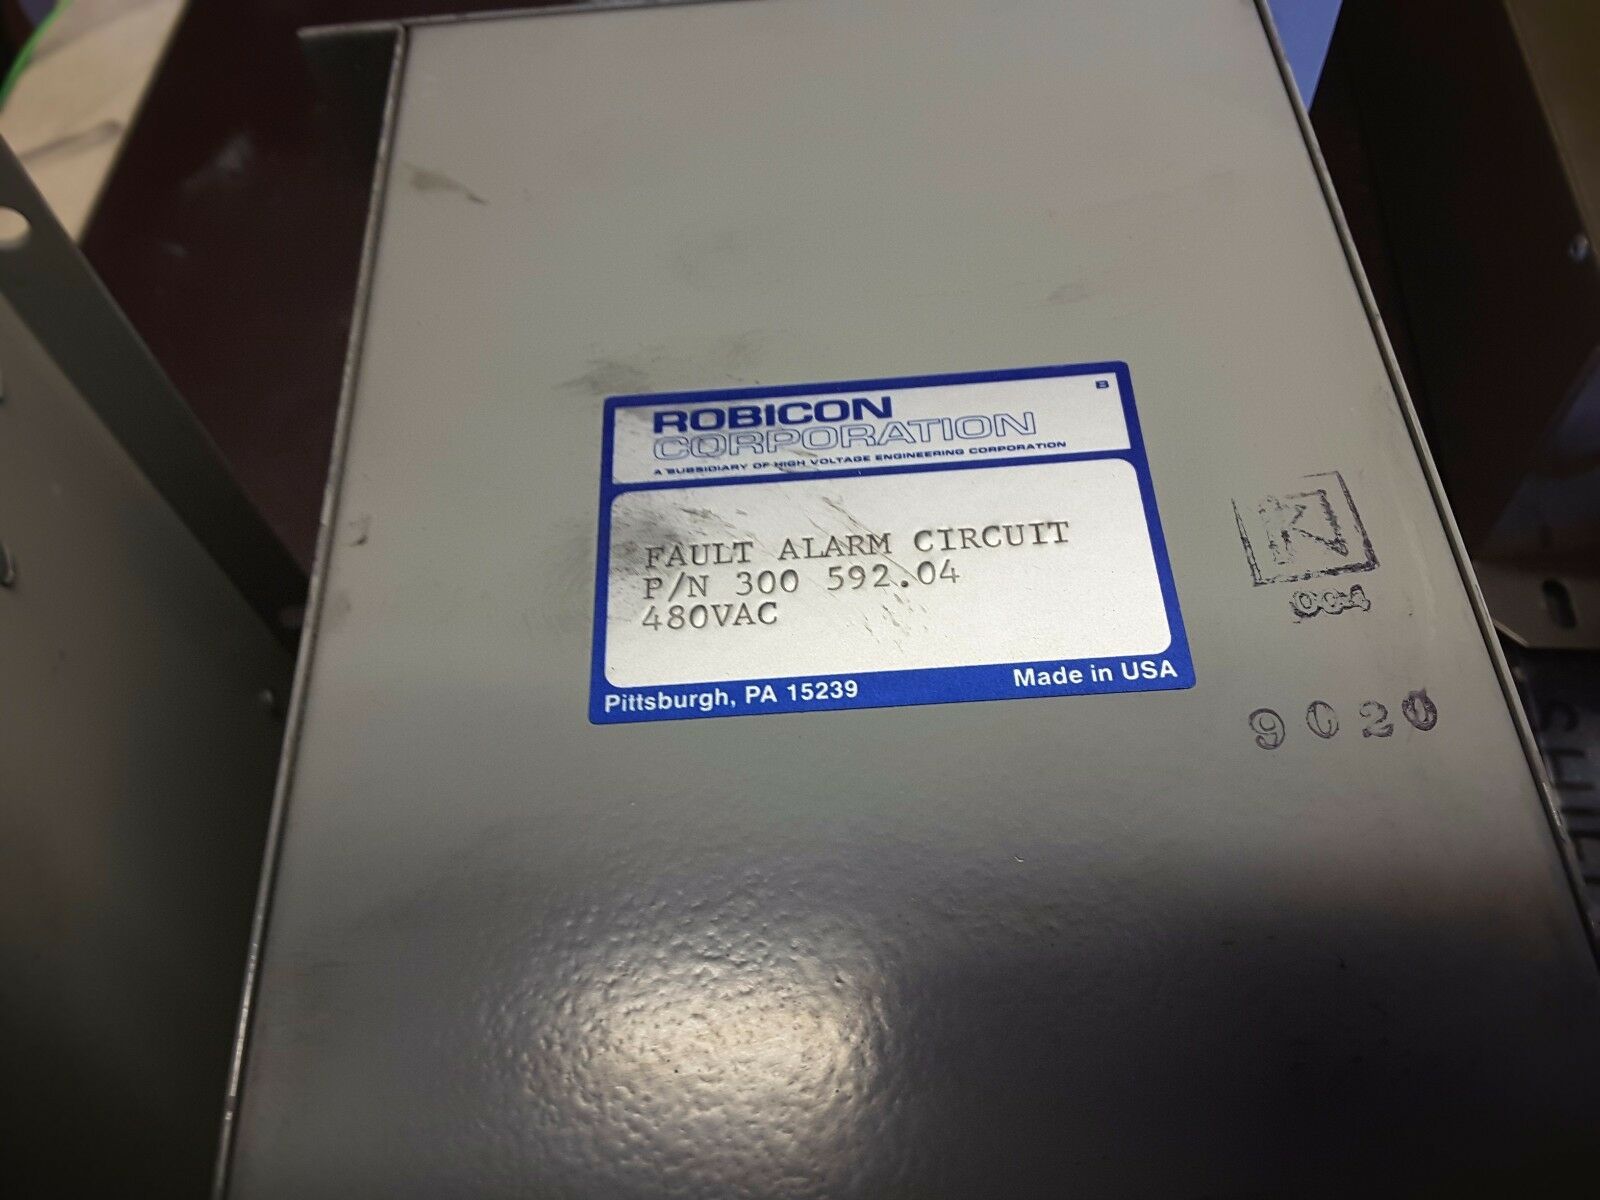 B
ROBICON
CORPORATION
A SUBSIDIARY OF HIGH VOLTAGE ENGINEERING CORPORATION
FAULT ALARM CIRCUIT
P/N 300 592.04
480VAC
Pittsburgh, PA 15239
Made in USA
004
9020